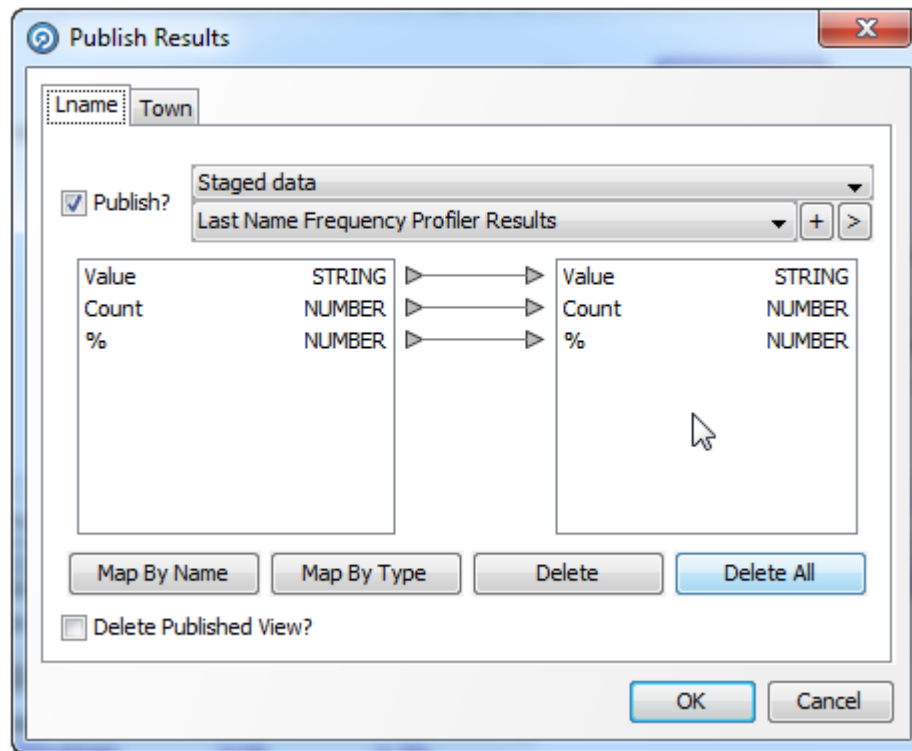 Publish Results
Lname Town
Publish? Staged data
Last Name Frequency Profiler Results + >
Value STRING Value STRING
Count NUMBER Count NUMBER
% NUMBER % NUMBER
Map By Name Map By Type Delete Delete All
Delete Published View?
OK Cancel